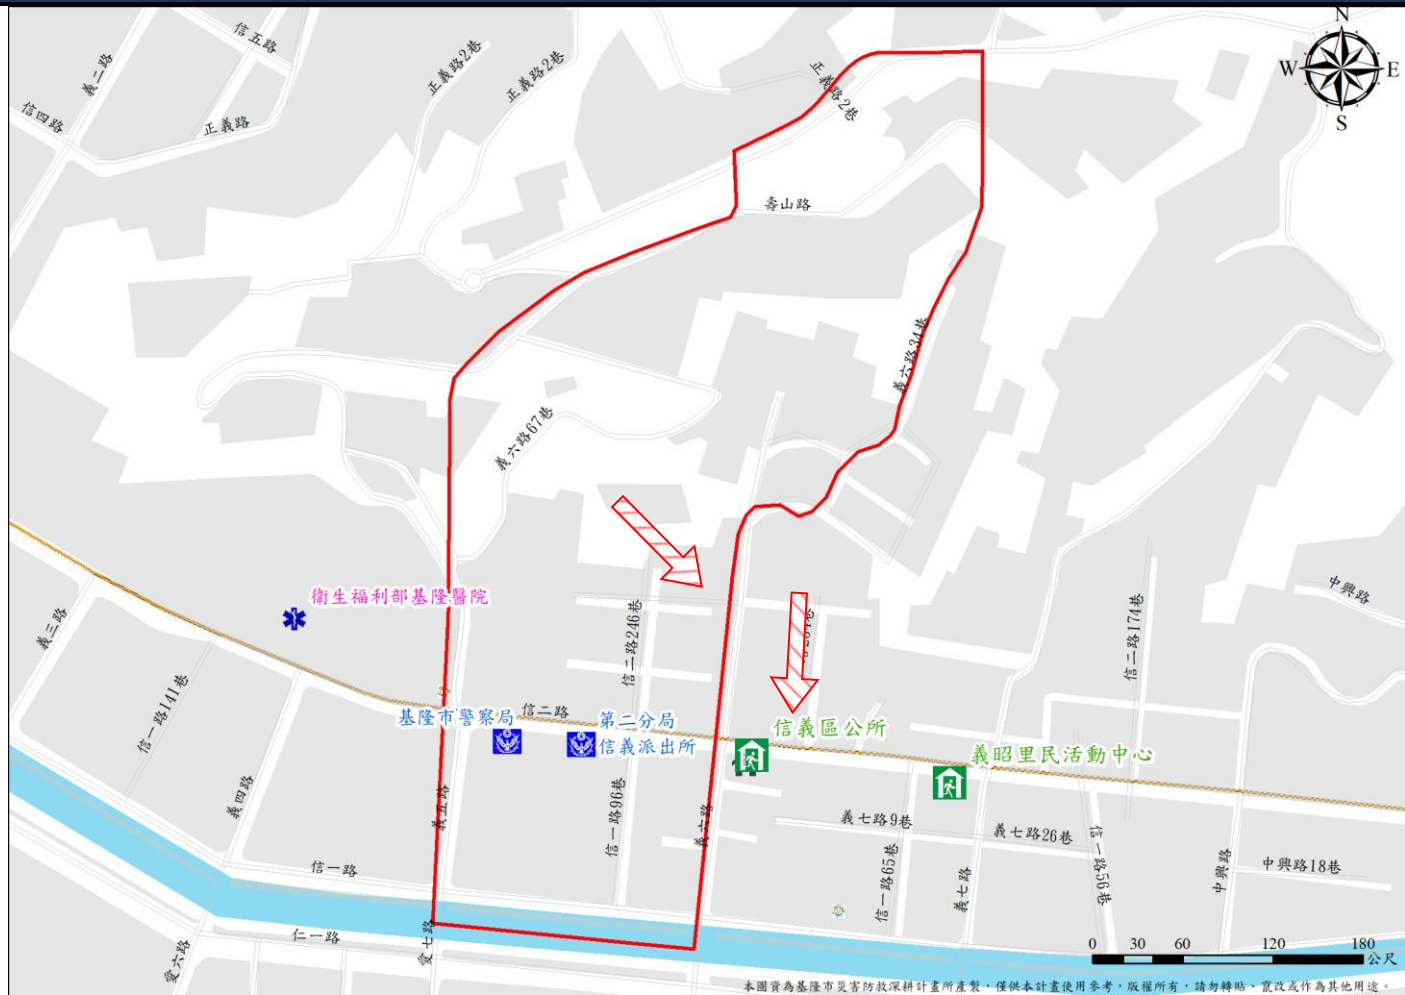 N
W
E
S
信五路
義二路
正義路2巷
正義路2巷
正義路2巷
信四路
正義路
壽山路
義六路34巷
義六路67巷
衛生福利部基隆醫院
義三路
信一路141巷
信二路246巷
信二路174巷
中興路
基隆市警察局
信二路
第二分局
信義派出所
信義區公所
義昭里民活動中心
義四路
義五路
信一路96巷
義六路
義七路9巷
義七路26巷
信一路65巷
義七路
信一路56巷
中興路
中興路18巷
信一路
仁一路
愛六路
愛七路
0 30 60 120 180
公尺
本圖資為基隆市災害防救深耕計畫所產製，僅供本計畫使用參考，版權所有，請勿轉貼、竄改或作為其他用途。